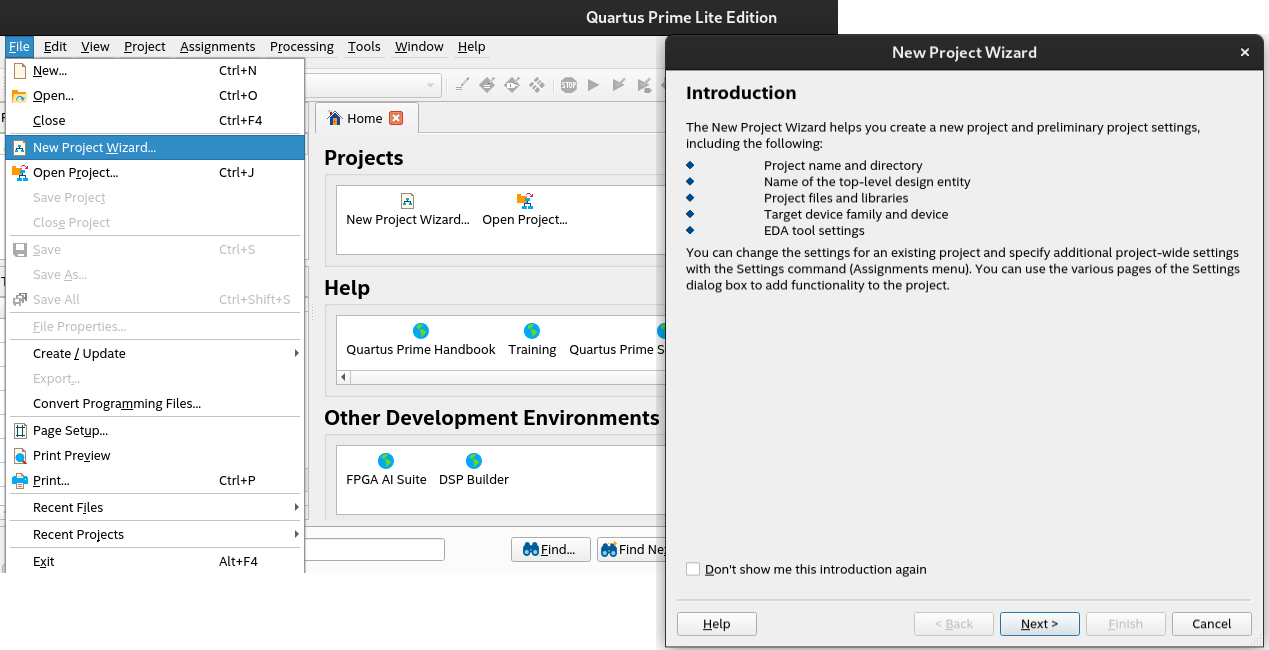 Quartus Prime Lite Edition
File Edit View Project Assignments Processing Tools Window Help
New... Ctrl+N
Open... Ctrl+O
Close Ctrl+F4
New Project Wizard...
Open Project... Ctrl+J
Save Project
Close Project
Save Ctrl+S
Save As...
Save All Ctrl+Shift+S
File Properties...
Create / Update
Export...
Convert Programming Files...
Page Setup...
Print Preview
Print... Ctrl+P
Recent Files
Recent Projects
Exit Alt+F4
STOP
Home
Projects
New Project Wizard... Open Project...
Help
Quartus Prime Handbook Training Quartus Prime S
Other Development Environments
FPGA AI Suite DSP Builder
Find... Find Ne
New Project Wizard
Introduction
The New Project Wizard helps you create a new project and preliminary project settings,
including the following:
Project name and directory
Name of the top-level design entity
Project files and libraries
Target device family and device
EDA tool settings
You can change the settings for an existing project and specify additional project-wide settings
with the Settings command (Assignments menu). You can use the various pages of the Settings
dialog box to add functionality to the project.
Don't show me this introduction again
Help < Back Next > Finish Cancel